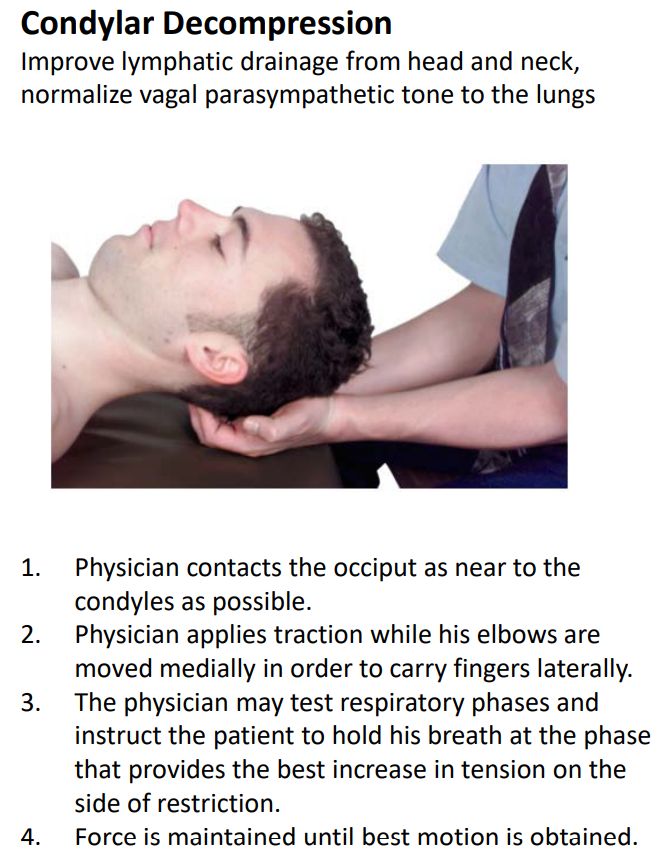 Condylar Decompression
Improve lymphatic drainage from head and neck,
normalize vagal parasympathetic tone to the lungs
1. Physician contacts the occiput as near to the
condyles as possible.
2. Physician applies traction while his elbows are
moved medially in order to carry fingers laterally.
3. The physician may test respiratory phases and
instruct the patient to hold his breath at the phase
that provides the best increase in tension on the
side of restriction.
4. Force is maintained until best motion is obtained.